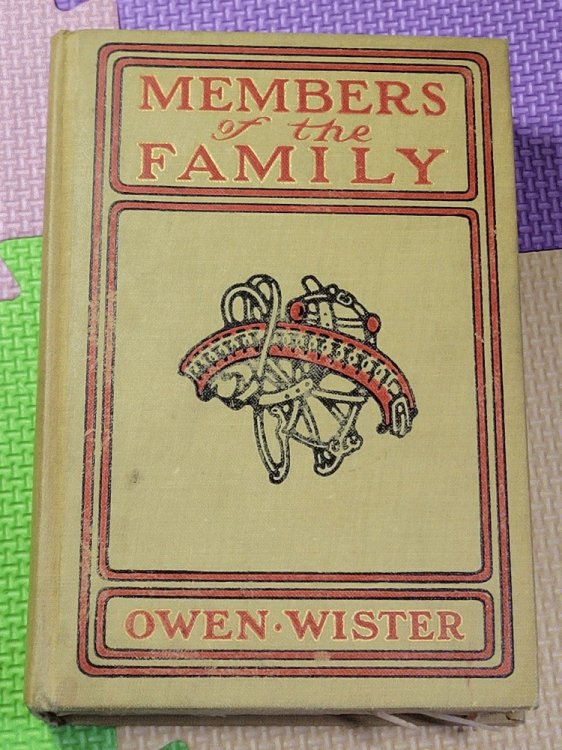 MEMBERS
of the
FAMILY
OWEN · WISTER